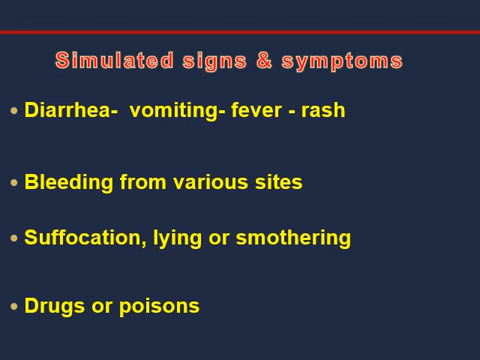 Simulated signs & symptoms
• Diarrhea-  vomiting- fever - rash
• Bleeding from various sites
• Suffocation, lying or smothering
• Drugs or poisons